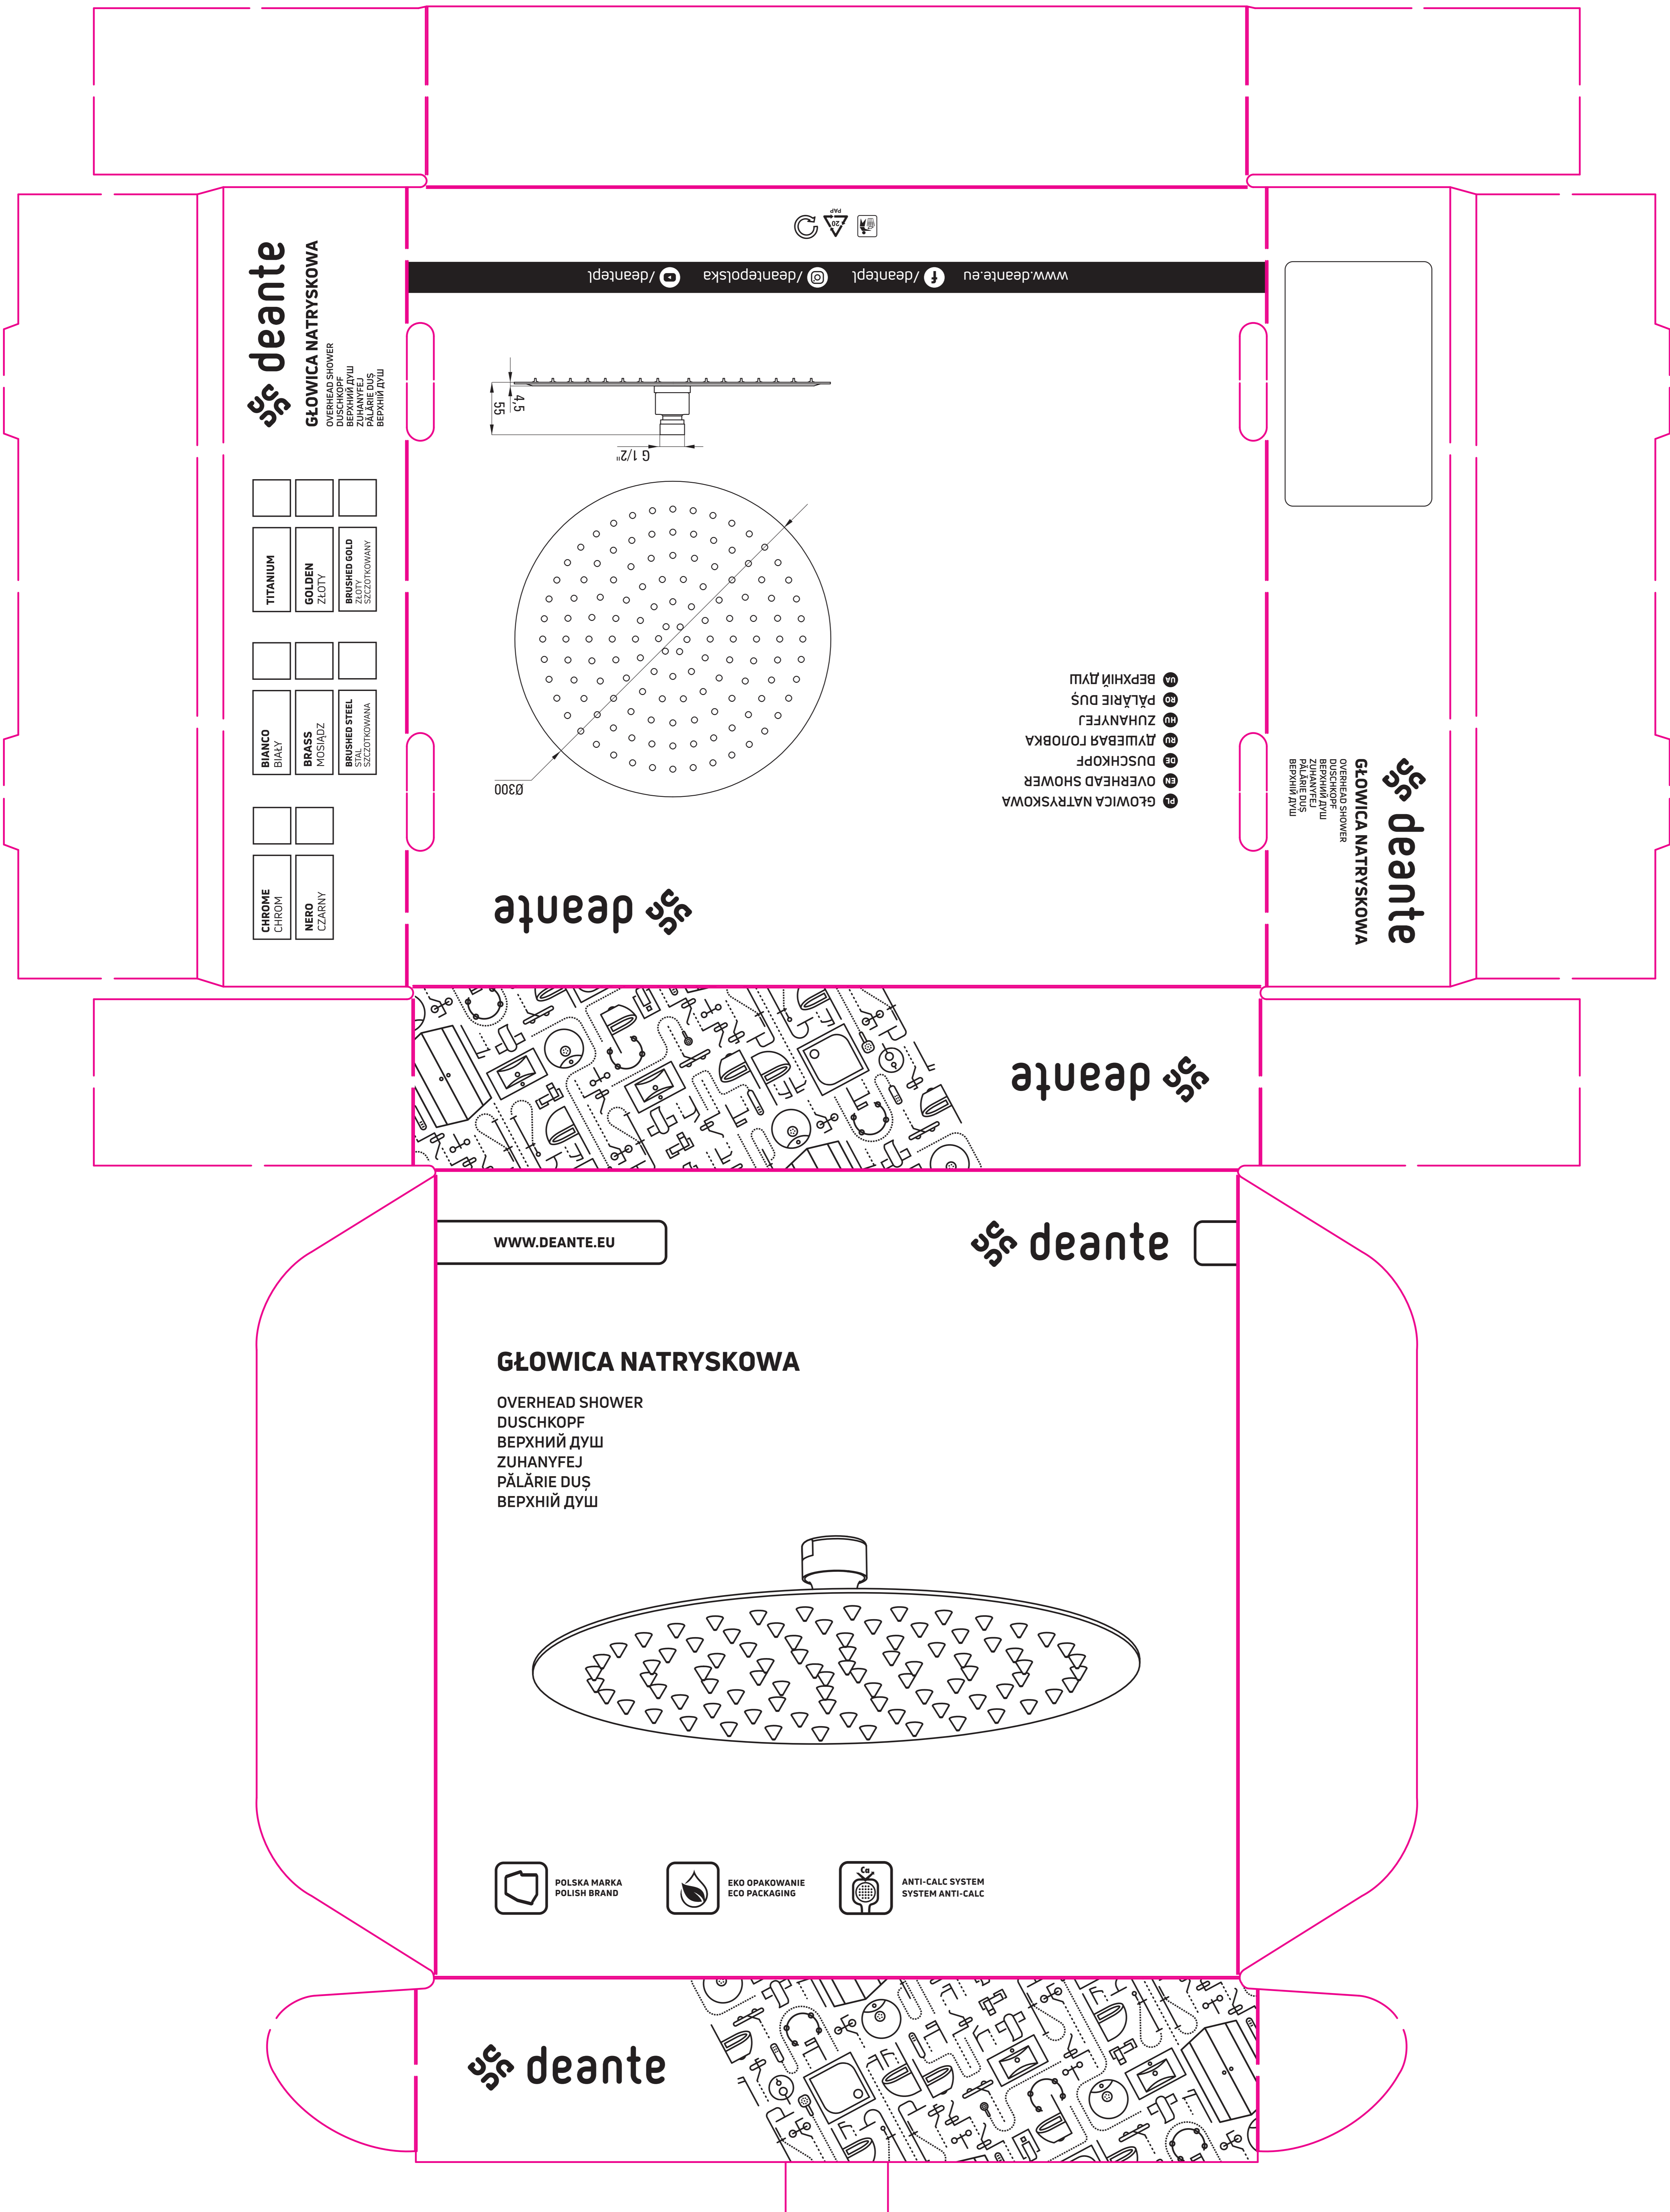 PAP
20
www.deante.eu
/deantepl
/deantepolska
/deantepl
4,5
55
G 1/2"
Ø300
UA ВЕРХНІЙ ДУШ
RO PĂLĂRIE DUȘ
HU ZUHANYFEJ
RU ДУШЕВАЯ ГОЛОВКА
DE DUSCHKOPF
EN OVERHEAD SHOWER
PL GŁOWICA NATRYSKOWA
deante
deante
GŁOWICA NATRYSKOWA
OVERHEAD SHOWER
DUSCHKOPF
ВЕРХНИЙ ДУШ
ZUHANYFEJ
PĂLĂRIE DUȘ
ВЕРХНІЙ ДУШ
TITANIUM
GOLDEN
ZŁOTY
BRUSHED GOLD
ZŁOTY
SZCZOTKOWANY
BIANCO
BIAŁY
BRASS
MOSIĄDZ
BRUSHED STEEL
STAL
SZCZOTKOWANA
CHROME
CHROM
NERO
CZARNY
deante
GŁOWICA NATRYSKOWA
OVERHEAD SHOWER
DUSCHKOPF
ВЕРХНИЙ ДУШ
ZUHANYFEJ
PĂLĂRIE DUȘ
ВЕРХНІЙ ДУШ
deante
WWW.DEANTE.EU
deante
GŁOWICA NATRYSKOWA
OVERHEAD SHOWER
DUSCHKOPF
ВЕРХНИЙ ДУШ
ZUHANYFEJ
PĂLĂRIE DUȘ
ВЕРХНІЙ ДУШ
POLSKA MARKA
POLISH BRAND
EKO OPAKOWANIE
ECO PACKAGING
Ca
ANTI-CALC SYSTEM
SYSTEM ANTI-CALC
deante